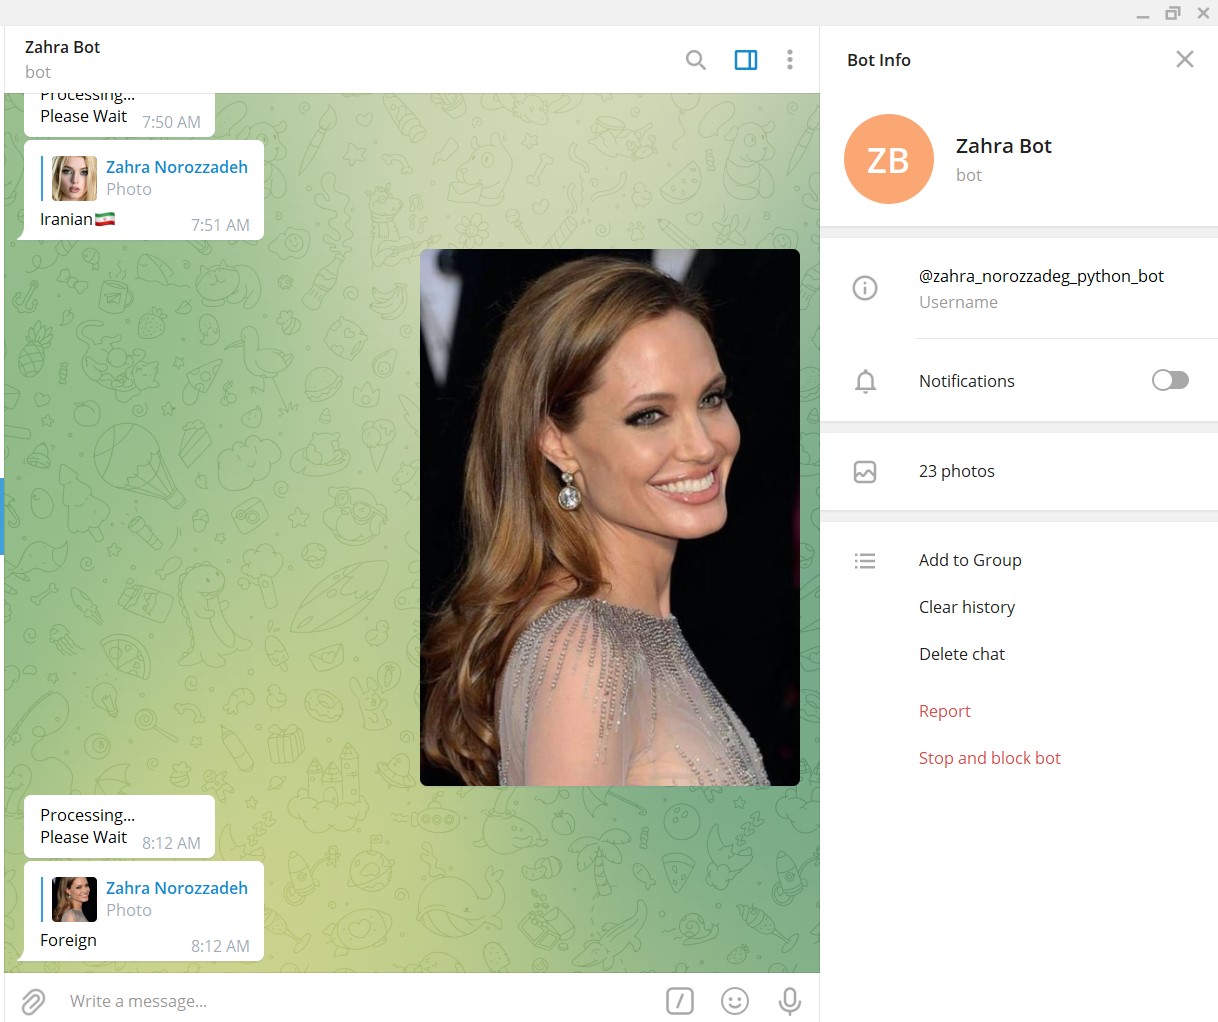 Zahra Bot
bot
Processing...
Please Wait 7:50 AM
Zahra Norozzadeh
Photo
Iranian🇮🇷 7:51 AM
Processing...
Please Wait 8:12 AM
Zahra Norozzadeh
Photo
Foreign 8:12 AM
Write a message...
Bot Info
ZB
Zahra Bot
bot
@zahra_norozzadeg_python_bot
Username
Notifications
23 photos
Add to Group
Clear history
Delete chat
Report
Stop and block bot